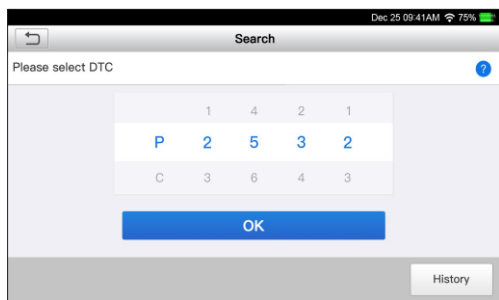 Dec 25 09:41AM 75%
Search
Please select DTC
?
1 4 2 1
P 2 5 3 2
C 3 6 4 3
OK
History